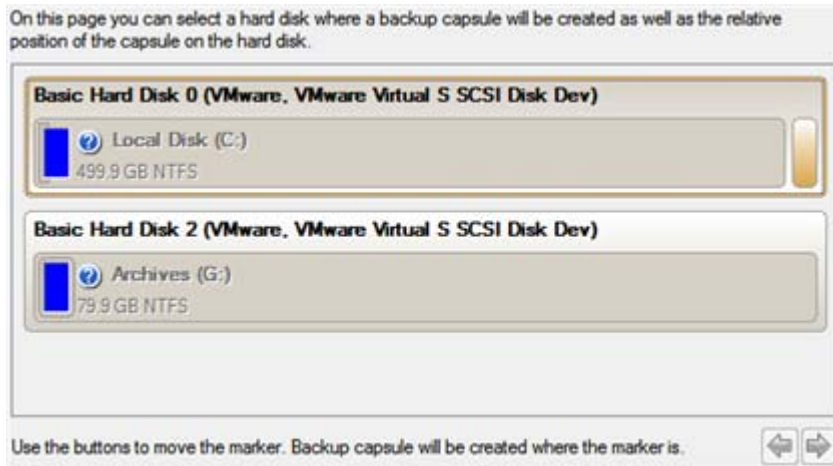 On this page you can select a hard disk where a backup capsule will be created as well as the relative
position of the capsule on the hard disk.
Basic Hard Disk 0 (VMware, VMware Virtual S SCSI Disk Dev)
Local Disk (C:)
499.9 GB NTFS
Basic Hard Disk 2 (VMware, VMware Virtual S SCSI Disk Dev)
Archives (G:)
79.9 GB NTFS
Use the buttons to move the marker. Backup capsule will be created where the marker is.